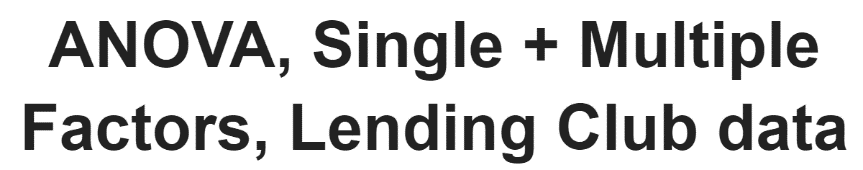 ANOVA, Single + Multiple
Factors, Lending Club data